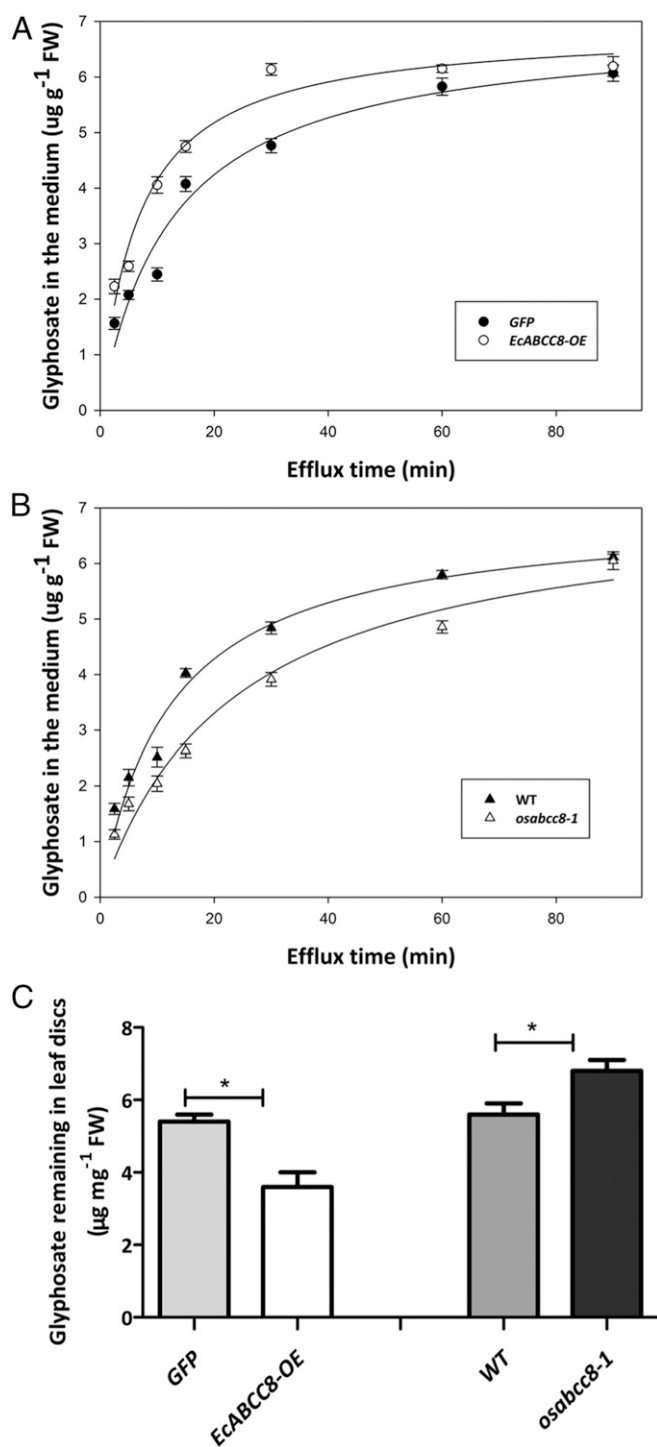 A
Glyphosate in the medium (ug g⁻¹ FW)
7
6
5
4
3
2
1
0
GFP
EcABCC8-OE
0 20 40 60 80
Efflux time (min)
B
Glyphosate in the medium (ug g⁻¹ FW)
7
6
5
4
3
2
1
0
WT
osabcc8-1
0 20 40 60 80
Efflux time (min)
C
Glyphosate remaining in leaf discs
(µg mg⁻¹ FW)
8
6
4
2
0
* *
GFP
EcABCC8-OE
WT
osabcc8-1